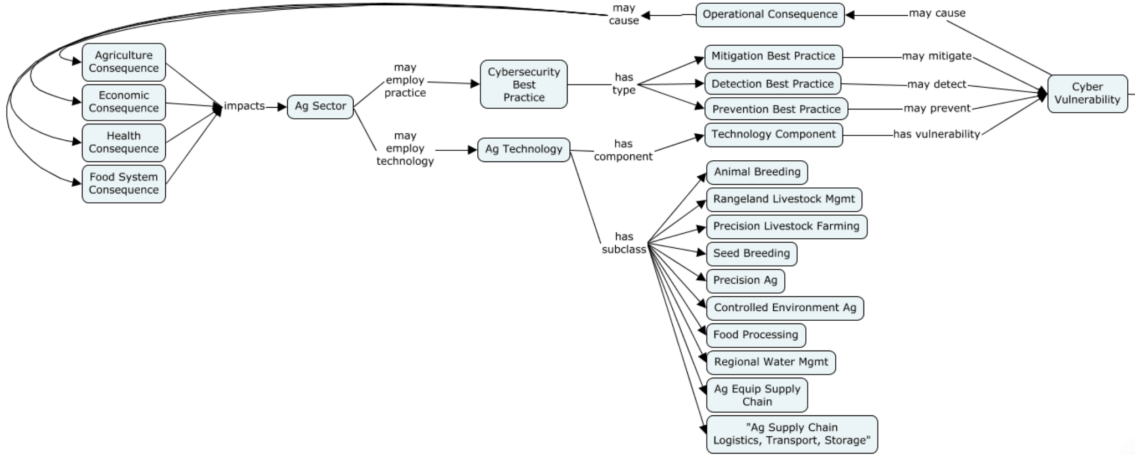 may
cause
Operational Consequence
may cause
Agriculture
Consequence
Economic
Consequence
Health
Consequence
Food System
Consequence
impacts
Ag Sector
may
employ
practice
may
employ
technology
Cybersecurity
Best
Practice
Ag Technology
has
type
has
component
has
subclass
Mitigation Best Practice
Detection Best Practice
Prevention Best Practice
Technology Component
may mitigate
may detect
may prevent
has vulnerability
Cyber
Vulnerability
Animal Breeding
Rangeland Livestock Mgmt
Precision Livestock Farming
Seed Breeding
Precision Ag
Controlled Environment Ag
Food Processing
Regional Water Mgmt
Ag Equip Supply
Chain
"Ag Supply Chain
Logistics, Transport, Storage"